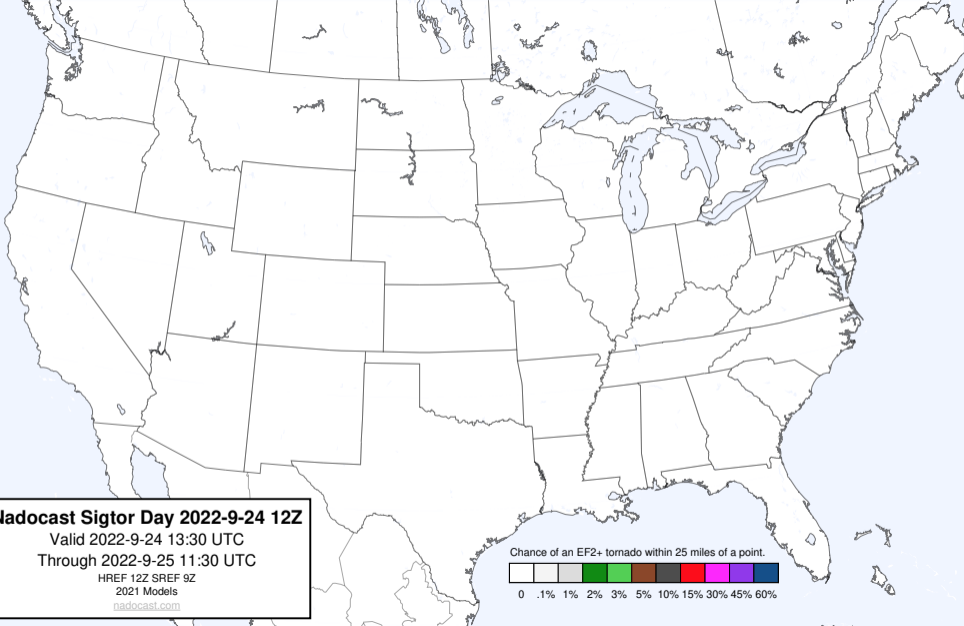 Nadocast Sigtor Day 2022-9-24 12Z
Valid 2022-9-24 13:30 UTC
Through 2022-9-25 11:30 UTC
HREF 12Z SREF 9Z
2021 Models
nadocast.com
Chance of an EF2+ tornado within 25 miles of a point.
0 .1% 1% 2% 3% 5% 10% 15% 30% 45% 60%